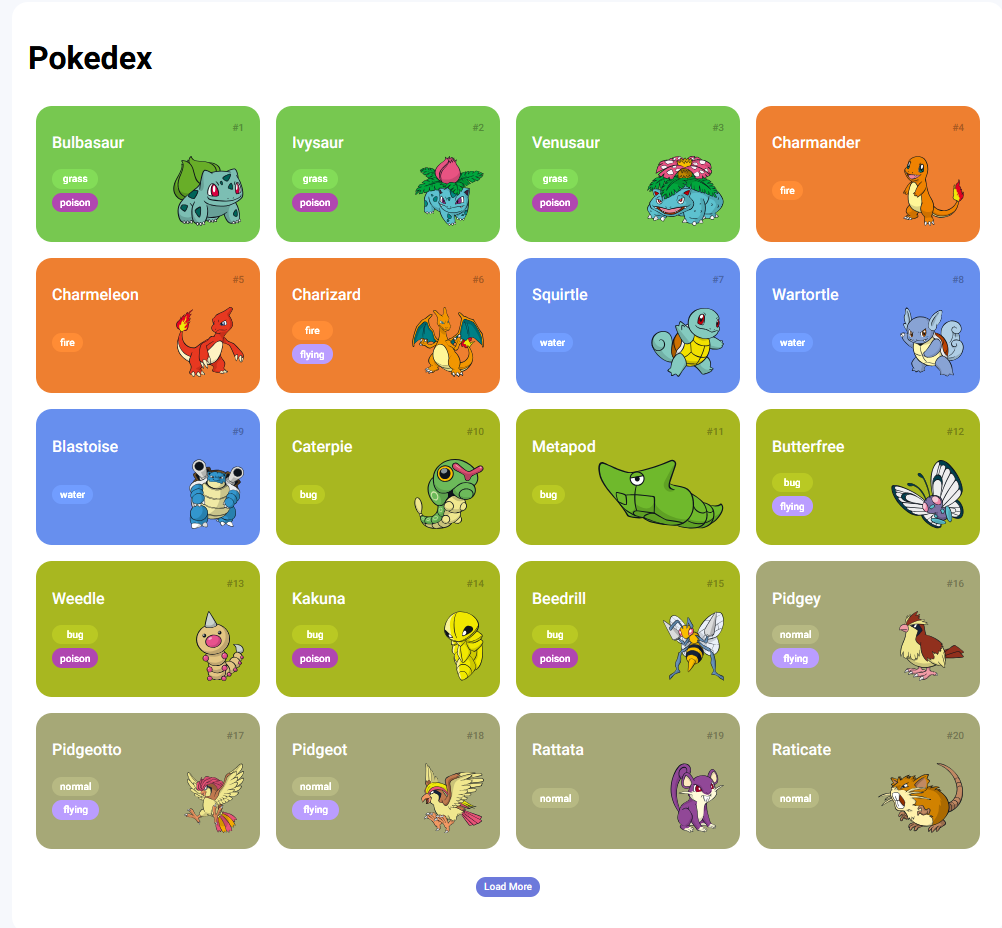 Pokedex
#1
Bulbasaur
grass
poison
#2
Ivysaur
grass
poison
#3
Venusaur
grass
poison
#4
Charmander
fire
#5
Charmeleon
fire
#6
Charizard
fire
flying
#7
Squirtle
water
#8
Wartortle
water
#9
Blastoise
water
#10
Caterpie
bug
#11
Metapod
bug
#12
Butterfree
bug
flying
#13
Weedle
bug
poison
#14
Kakuna
bug
poison
#15
Beedrill
bug
poison
#16
Pidgey
normal
flying
#17
Pidgeotto
normal
flying
#18
Pidgeot
normal
flying
#19
Rattata
normal
#20
Raticate
normal
Load More